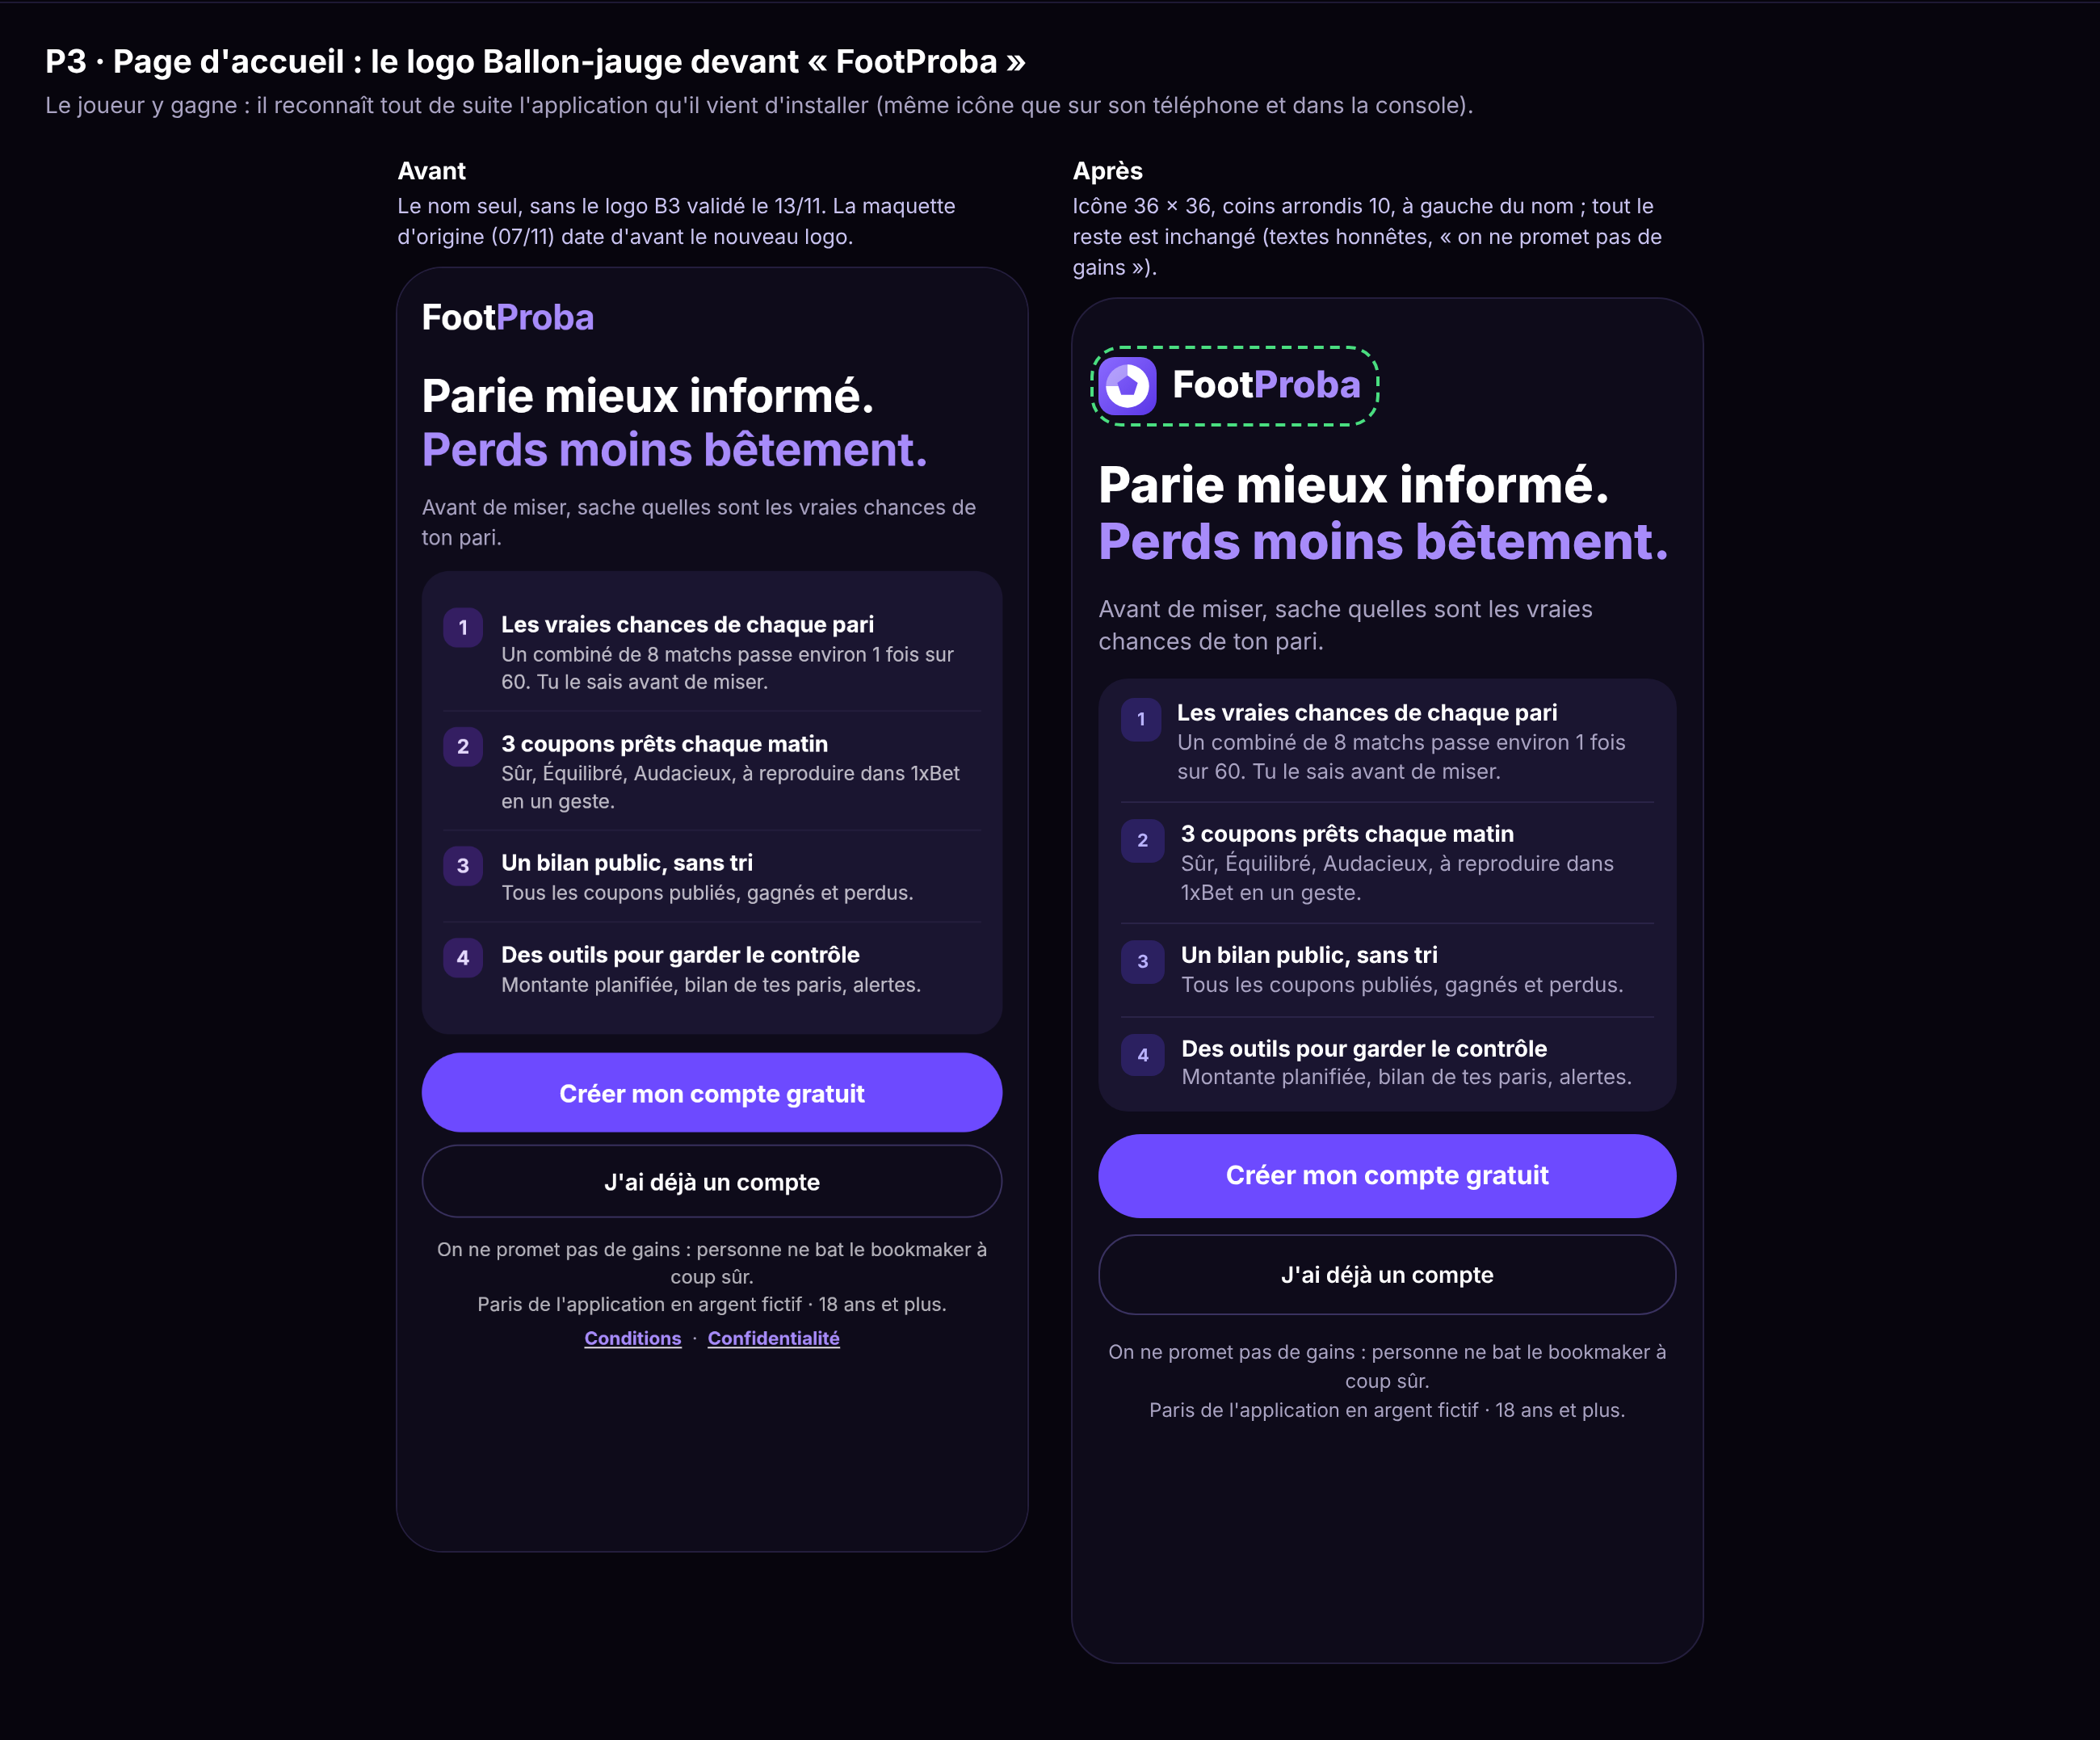 P3 · Page d'accueil : le logo Ballon-jauge devant « FootProba »
Le joueur y gagne : il reconnaît tout de suite l'application qu'il vient d'installer (même icône que sur son téléphone et dans la console).
Avant
Le nom seul, sans le logo B3 validé le 13/11. La maquette
d'origine (07/11) date d'avant le nouveau logo.
FootProba
Parie mieux informé.
Perds moins bêtement.
Avant de miser, sache quelles sont les vraies chances de
ton pari.
1
Les vraies chances de chaque pari
Un combiné de 8 matchs passe environ 1 fois sur
60. Tu le sais avant de miser.
2
3 coupons prêts chaque matin
Sûr, Équilibré, Audacieux, à reproduire dans 1xBet
en un geste.
3
Un bilan public, sans tri
Tous les coupons publiés, gagnés et perdus.
4
Des outils pour garder le contrôle
Montante planifiée, bilan de tes paris, alertes.
Créer mon compte gratuit
J'ai déjà un compte
On ne promet pas de gains : personne ne bat le bookmaker à
coup sûr.
Paris de l'application en argent fictif · 18 ans et plus.
Conditions · Confidentialité
Après
Icône 36 × 36, coins arrondis 10, à gauche du nom ; tout le
reste est inchangé (textes honnêtes, « on ne promet pas de
gains »).
FootProba
Parie mieux informé.
Perds moins bêtement.
Avant de miser, sache quelles sont les vraies
chances de ton pari.
1
Les vraies chances de chaque pari
Un combiné de 8 matchs passe environ 1 fois
sur 60. Tu le sais avant de miser.
2
3 coupons prêts chaque matin
Sûr, Équilibré, Audacieux, à reproduire dans
1xBet en un geste.
3
Un bilan public, sans tri
Tous les coupons publiés, gagnés et perdus.
4
Des outils pour garder le contrôle
Montante planifiée, bilan de tes paris, alertes.
Créer mon compte gratuit
J'ai déjà un compte
On ne promet pas de gains : personne ne bat le bookmaker à
coup sûr.
Paris de l'application en argent fictif · 18 ans et plus.